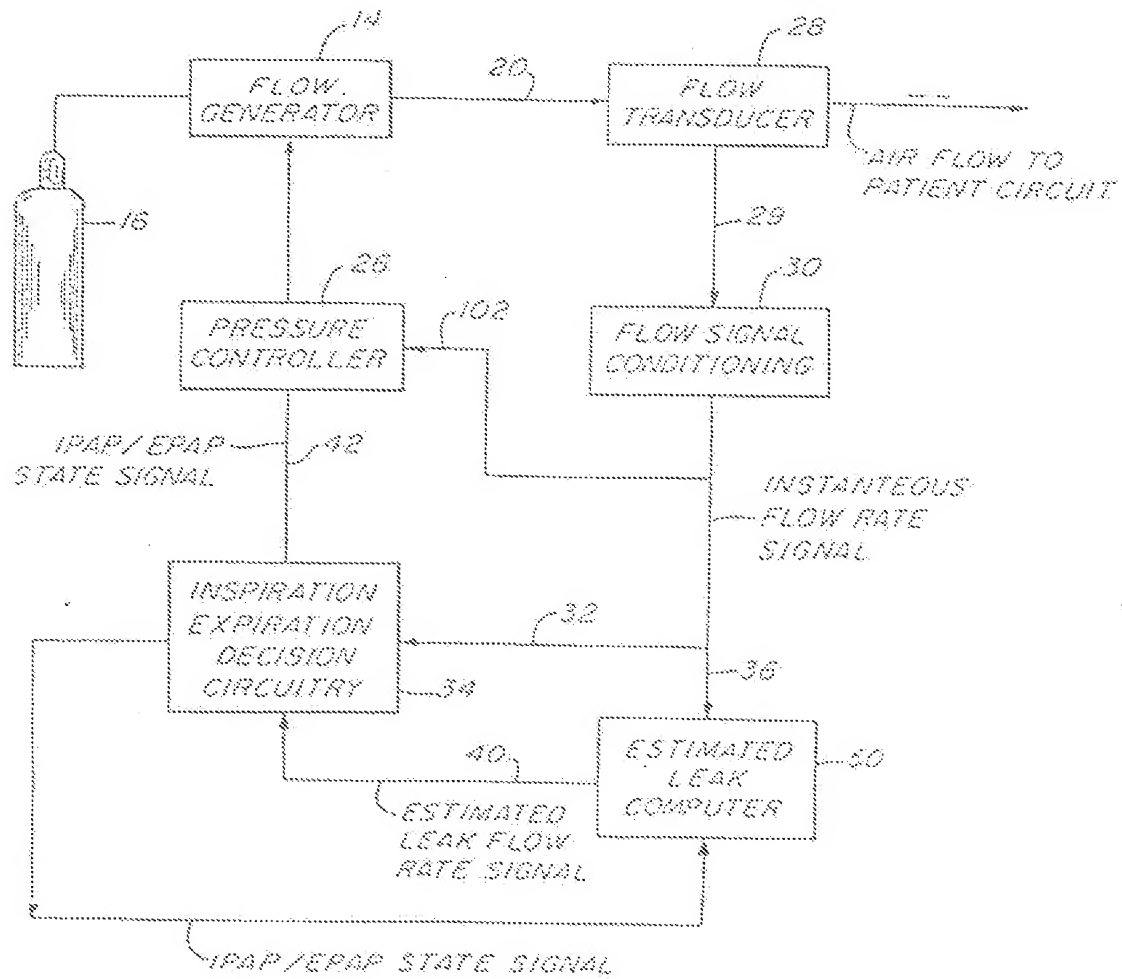 14
28
FLOW
GENERATOR
20
FLOW
TRANSDUCER
AIR FLOW TO
PATIENT CIRCUIT
16
29
26
102
30
PRESSURE
CONTROLLER
FLOW SIGNAL
CONDITIONING
IPAP/EPAP
STATE SIGNAL
42
INSTANTEOUS
FLOW RATE
SIGNAL
INSPIRATION
EXPIRATION
DECISION
CIRCUITRY
32
34
36
40
ESTIMATED
LEAK
COMPUTER
50
ESTIMATED
LEAK FLOW
RATE SIGNAL
IPAP/EPAP STATE SIGNAL